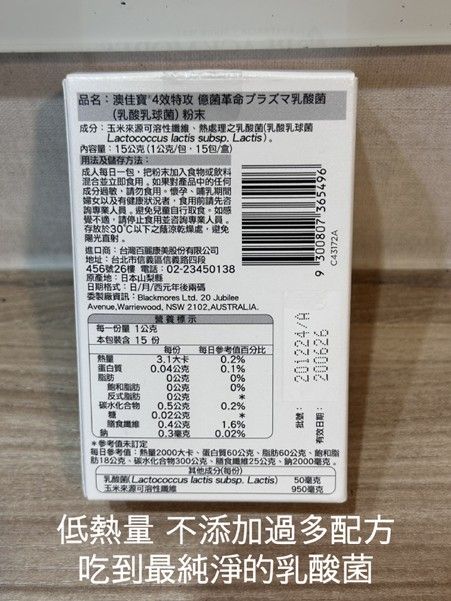 品名：澳佳寶®4效特攻 億菌革命プラズマ乳酸菌
(乳酸乳球菌) 粉末
成分：玉米來源可溶性纖維、熱處理之乳酸菌(乳酸乳球菌
Lactococcus lactis subsp. Lactis)。
內容量：15公克(1公克/包，15包/盒)
用法及儲存方法：
成人每日一包，把粉末加入食物或飲料
混合並立即食用。如果對產品中的任何
成分過敏，請勿食用。懷孕、哺乳期間
婦女以及有健康狀況者，食用前請先咨
詢專業人員。避免兒童自行取食。如感
覺不適，請停止食用並咨詢專業人員。
存放於30℃以下之蔭涼乾燥處，避免
陽光直射。
進口商：台灣百麗康美股份有限公司
地址：台北市信義區信義路四段
456號26樓 電話：02-23450138
原產地：日本山梨縣
日期格式：日/月/西元年後兩碼
委製廠資訊：Blackmores Ltd. 20 Jubilee
Avenue,Warriewood, NSW 2102,AUSTRALIA.
9 300807 365496
C43172A
營養標示
每一份量 1公克
本包裝含 15 份
每份 每日參考值百分比
熱量 3.1大卡 0.2%
蛋白質 0.04公克 0.1%
脂肪 0公克 0%
飽和脂肪 0公克 0%
反式脂肪 0公克 *
碳水化合物 0.5公克 0.2%
糖 0.02公克 *
膳食纖維 0.4公克 1.6%
鈉 0.3毫克 0.02%
*參考值未訂定
每日參考值：熱量2000大卡、蛋白質60公克、脂肪60公克、飽和脂
肪18公克、碳水化合物300公克、膳食纖維25公克、鈉2000毫克。
其他成分(每份)
乳酸菌(Lactococcus lactis subsp. Lactis) 50毫克
玉米來源可溶性纖維 950毫克
批號：
201224/A
有效日期：
200626
低熱量 不添加過多配方
吃到最純淨的乳酸菌